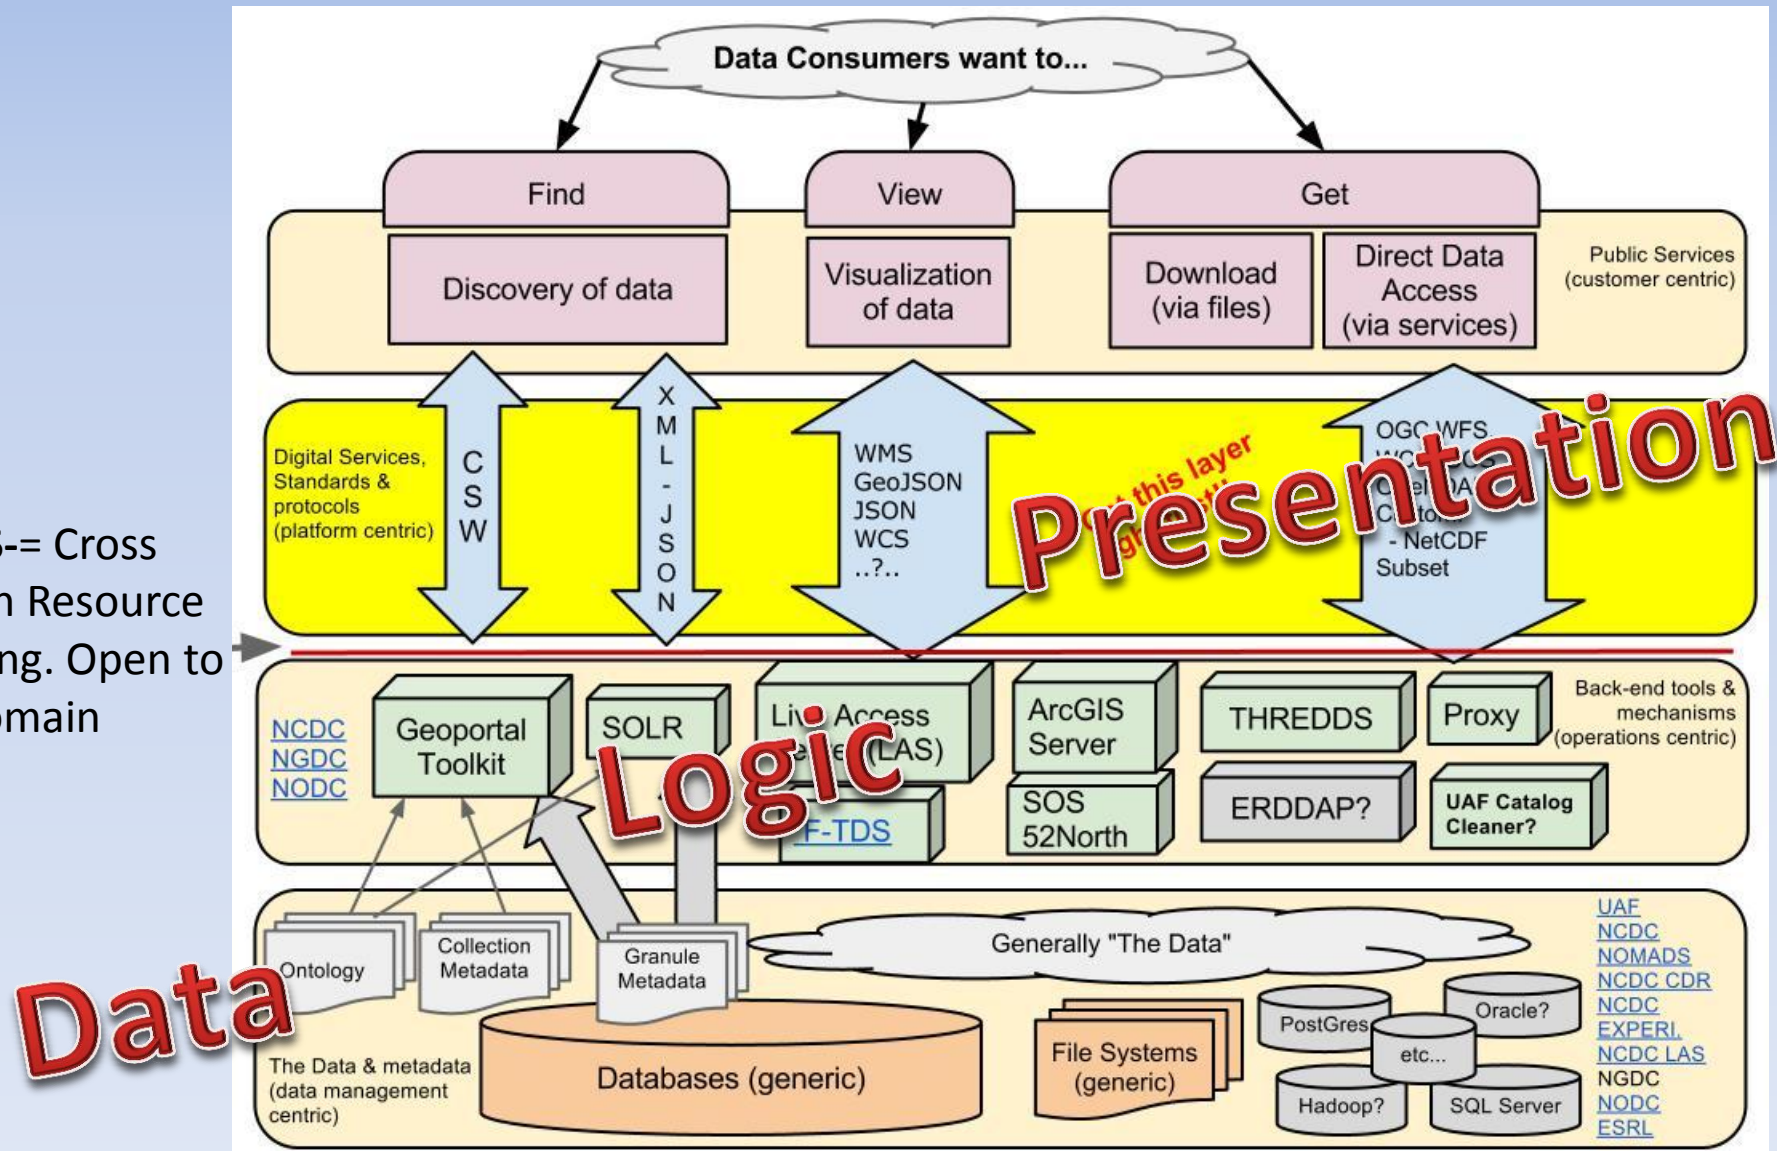 Data Consumers want to...
Find
View
Get
Discovery of data
Visualization
of data
Download
(via files)
Direct Data
Access
(via services)
Public Services
(customer centric)
Digital Services,
Standards &
protocols
(platform centric)
CSW
XML-JSON
WMS
GeoJSON
JSON
WCS
..?..
this layer
OGC WFS
- NetCDF
Subset
Presentation
-= Cross
Resource
Open to
NCDC
NGDC
NODC
Geoportal
Toolkit
SOLR
Access
(LAS)
F-TDS
ArcGIS
Server
SOS
52North
THREDDS
ERDDAP?
Proxy
UAF Catalog
Cleaner?
Back-end tools &
mechanisms
(operations centric)
Logic
Ontology
Collection
Metadata
Granule
Metadata
Generally "The Data"
Data
The Data & metadata
(data management
centric)
Databases (generic)
File Systems
(generic)
PostGres
Oracle?
etc...
Hadoop?
SQL Server
UAF
NCDC
NOMADS
NCDC CDR
NCDC
EXPERI.
NCDC LAS
NGDC
NODC
ESRL